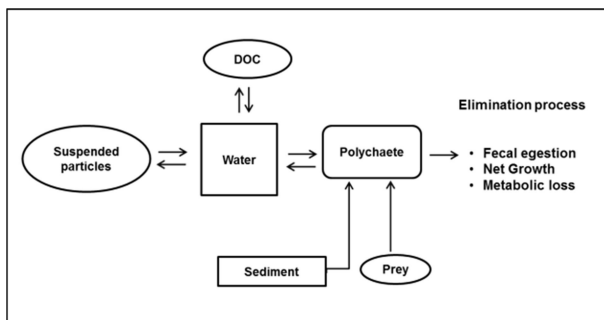 DOC
Elimination process
Suspended
particles
Water
Polychaete
• Fecal egestion
• Net Growth
• Metabolic loss
Sediment
Prey